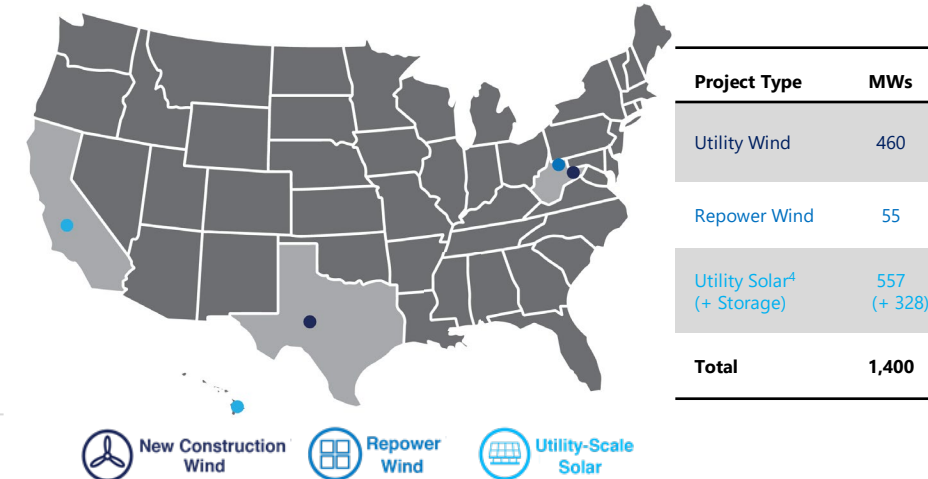 Project Type MWs
Utility Wind 460
Repower Wind 55
Utility Solar⁴ 557
(+ Storage) (+ 328)
Total 1,400
New Construction Repower Utility-Scale
Wind Wind Solar